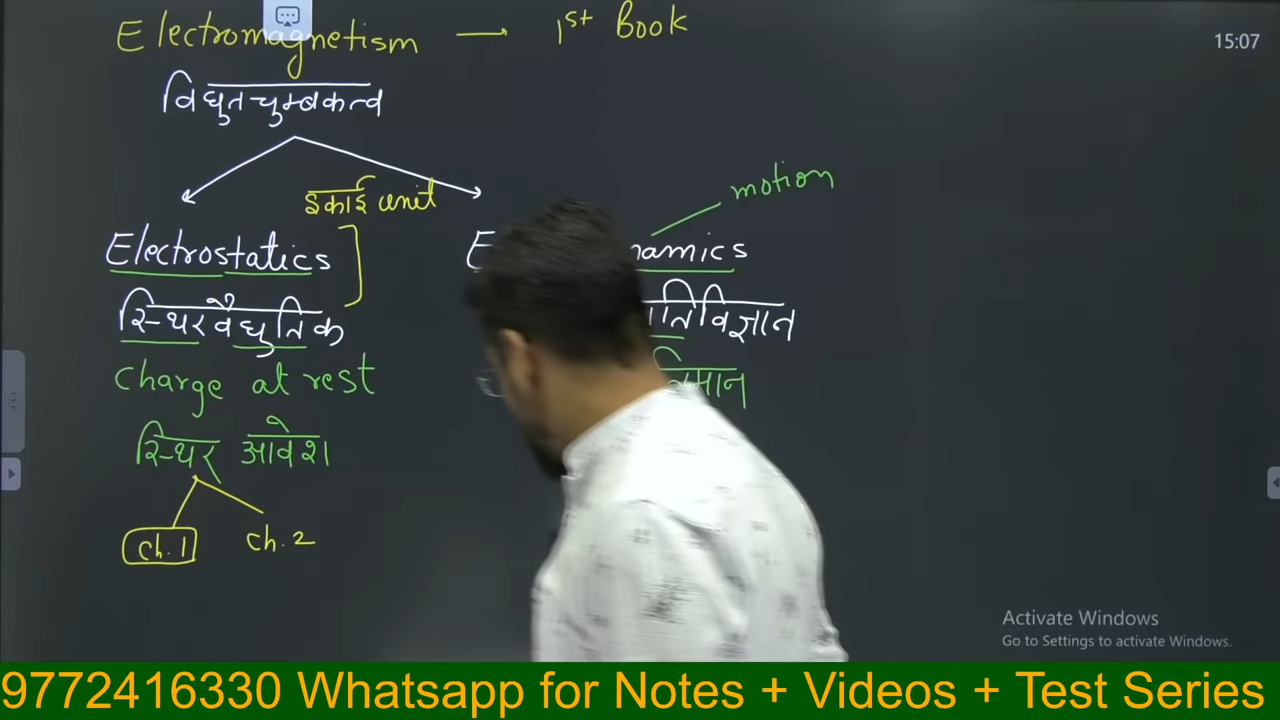 Electromagnetism → 1st Book
15:07
विद्युतचुम्बकत्व
motion
इकाई unit
Electrostatics
namics
स्थिरवैद्युतिक
विज्ञान
charge at rest
स्थिर आवेश
ch. 1 ch. 2
Activate Windows
Go to Settings to activate Windows.
9772416330 Whatsapp for Notes + Videos + Test Series